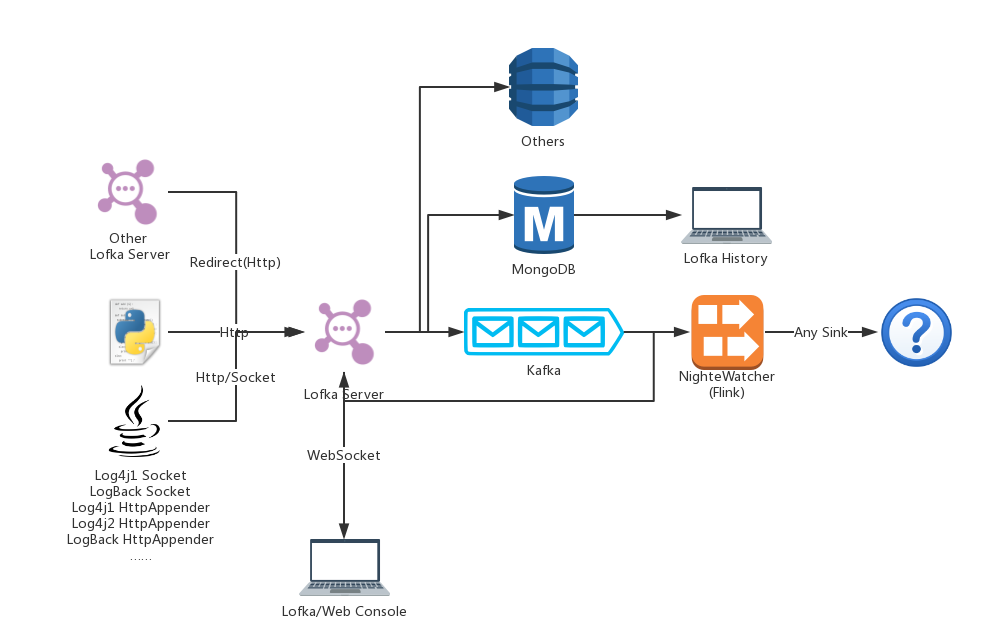 Others
Other
Lofka Server
Redirect(Http)
M
MongoDB
Lofka History
Http
Http/Socket
Lofka Server
Kafka
NighteWatcher
(Flink)
Any Sink
?
Log4j1 Socket
LogBack Socket
Log4j1 HttpAppender
Log4j2 HttpAppender
LogBack HttpAppender
……
WebSocket
Lofka/Web Console